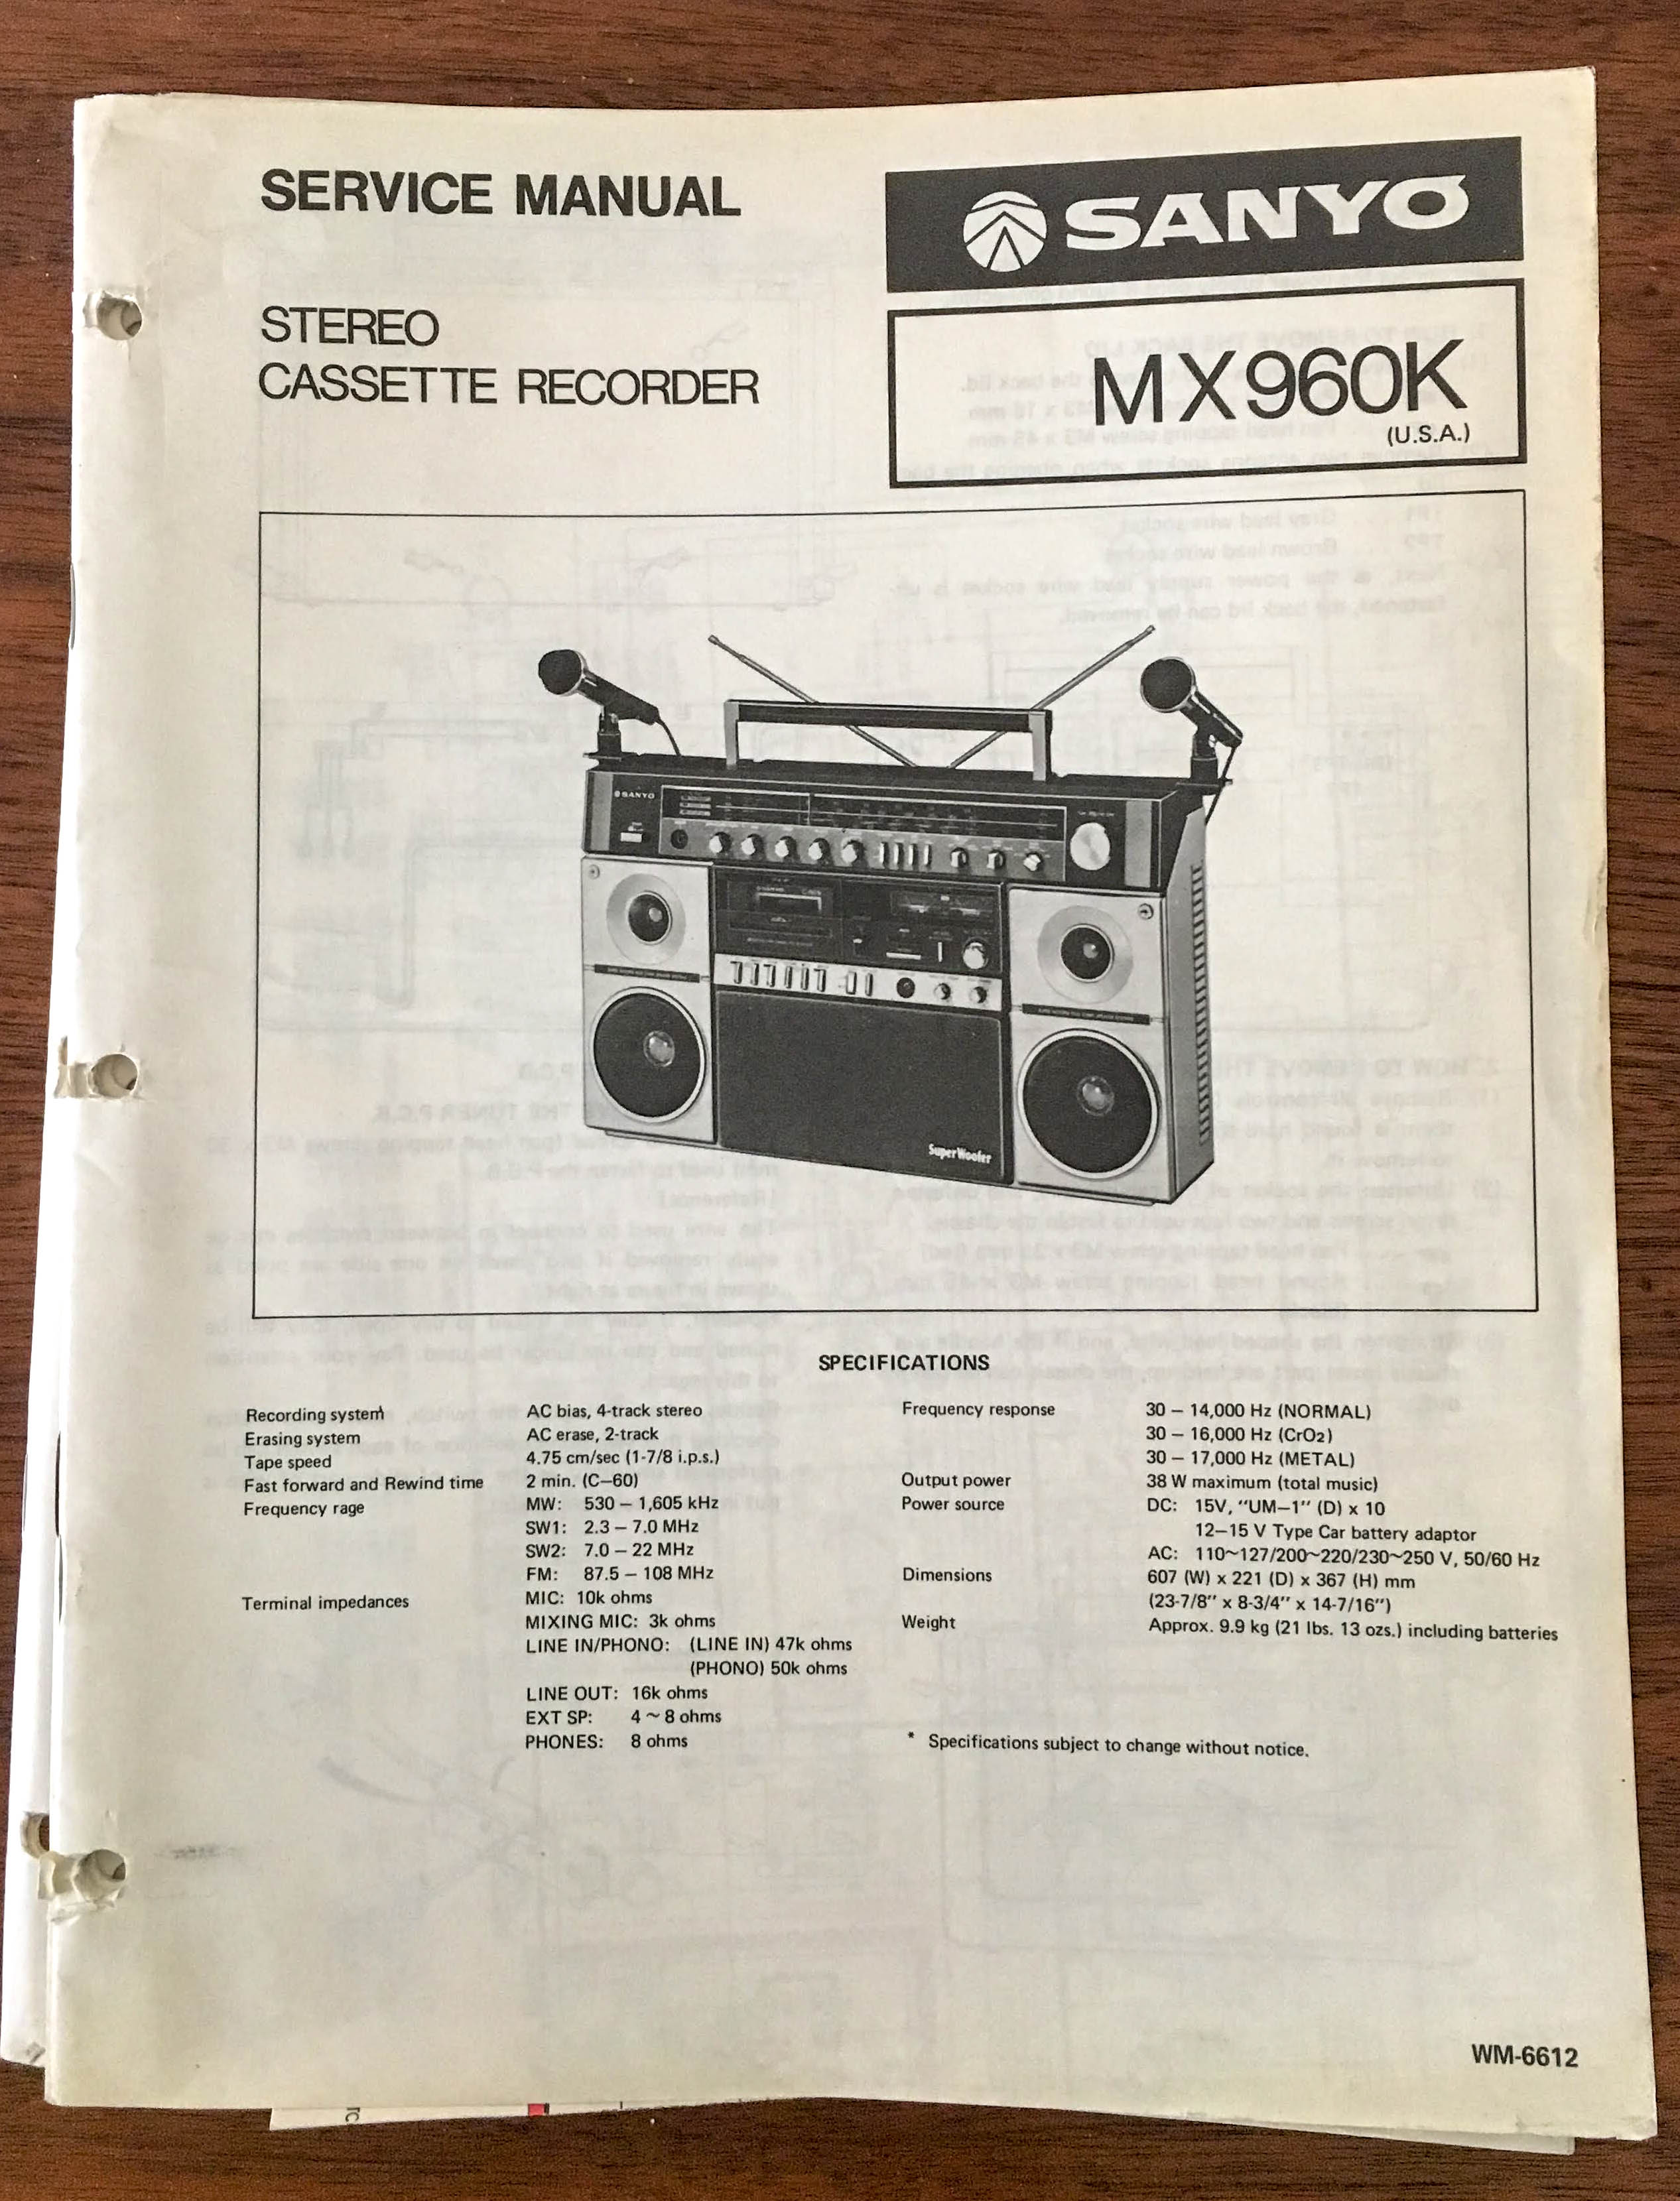 SERVICE MANUAL
SANYO
STEREO
CASSETTE RECORDER
MX960K
(U.S.A.)
SANYO
Super Woofer
SPECIFICATIONS
Recording system AC bias, 4-track stereo
Erasing system AC erase, 2-track
Tape speed 4.75 cm/sec (1-7/8 i.p.s.)
Fast forward and Rewind time 2 min. (C–60)
Frequency rage MW: 530 – 1,605 kHz
SW1: 2.3 – 7.0 MHz
SW2: 7.0 – 22 MHz
FM: 87.5 – 108 MHz
Terminal impedances MIC: 10k ohms
MIXING MIC: 3k ohms
LINE IN/PHONO: (LINE IN) 47k ohms
(PHONO) 50k ohms
LINE OUT: 16k ohms
EXT SP: 4 ~ 8 ohms
PHONES: 8 ohms
Frequency response 30 – 14,000 Hz (NORMAL)
30 – 16,000 Hz (CrO2)
30 – 17,000 Hz (METAL)
Output power 38 W maximum (total music)
Power source DC: 15V, "UM–1" (D) x 10
12–15 V Type Car battery adaptor
AC: 110~127/200~220/230~250 V, 50/60 Hz
Dimensions 607 (W) x 221 (D) x 367 (H) mm
(23-7/8" x 8-3/4" x 14-7/16")
Weight Approx. 9.9 kg (21 lbs. 13 ozs.) including batteries
* Specifications subject to change without notice.
WM-6612